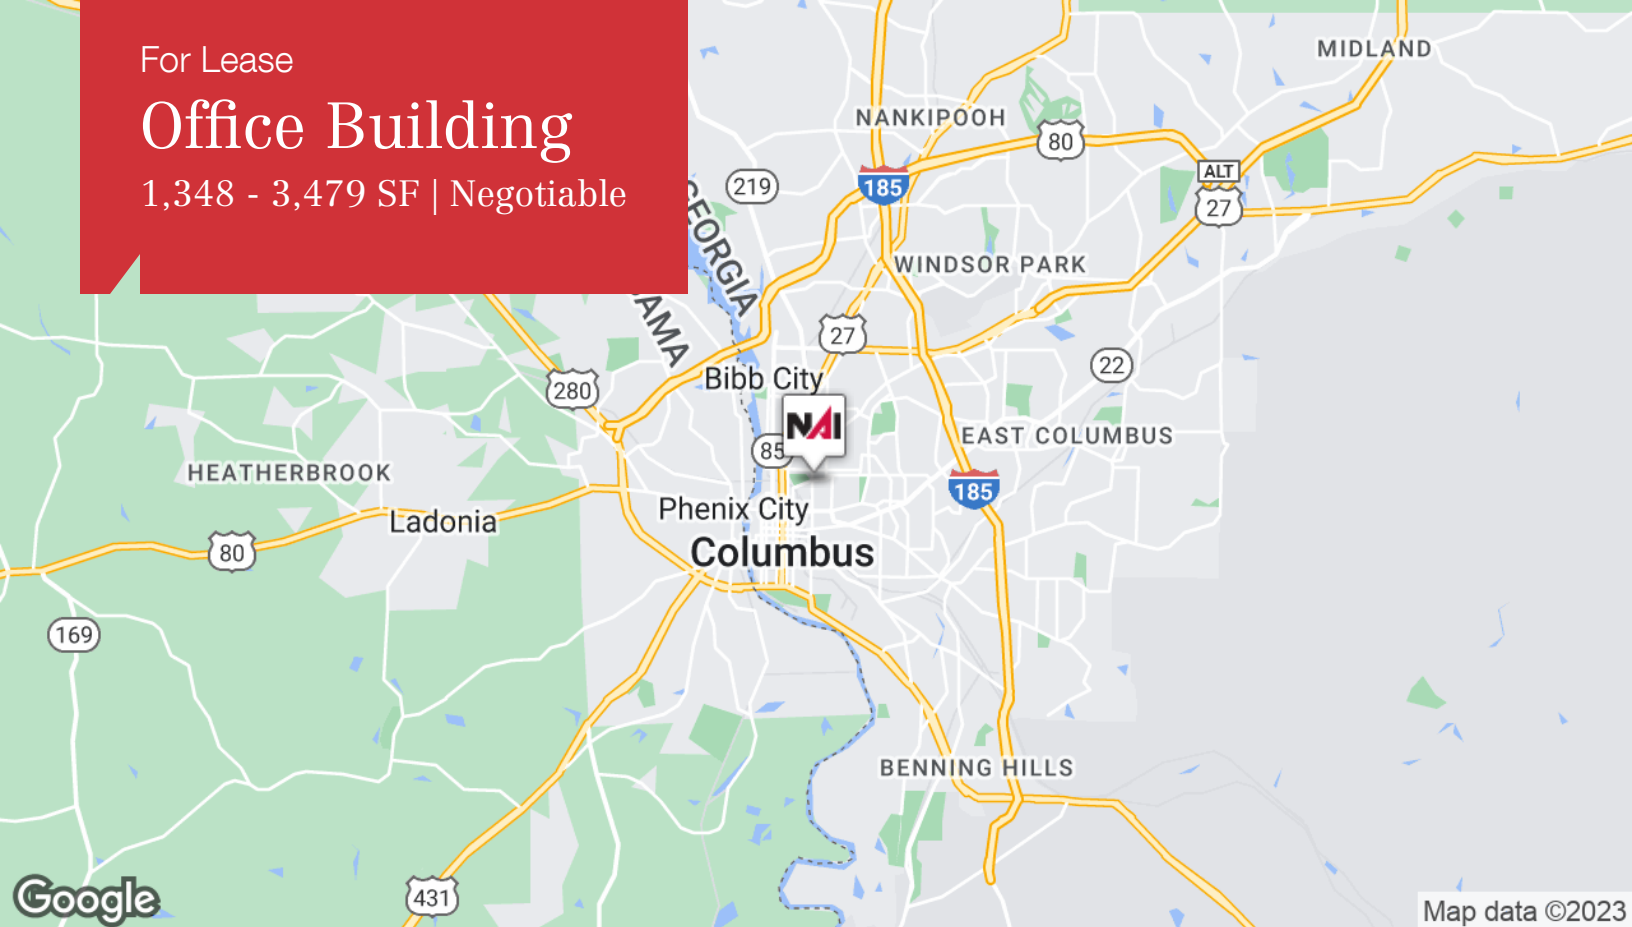 For Lease
Office Building
1,348 - 3,479 SF | Negotiable
MIDLAND
NANKIPOOH
80
ALT
27
219
185
GEORGIA
WINDSOR PARK
AMA
27
22
Bibb City
280
NAI
85
EAST COLUMBUS
HEATHERBROOK
185
Phenix City
Ladonia
80
Columbus
169
BENNING HILLS
431
Google
Map data ©2023